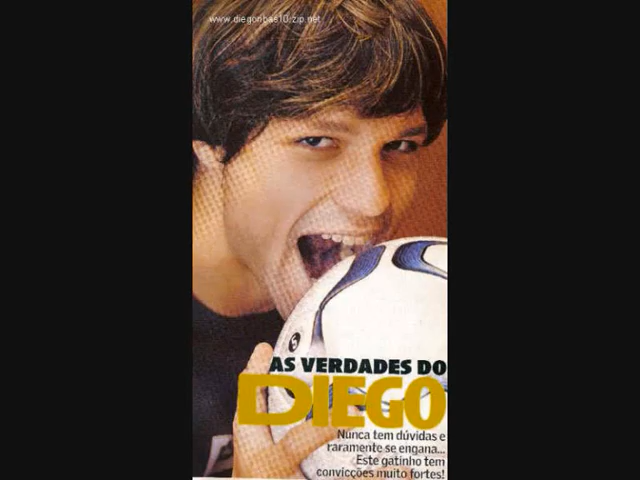 www.diegoribas10.zip.net
AS VERDADES DO
DIEGO
Nunca tem dúvidas e
raramente se engana...
Este gatinho tem
convicções muito fortes!